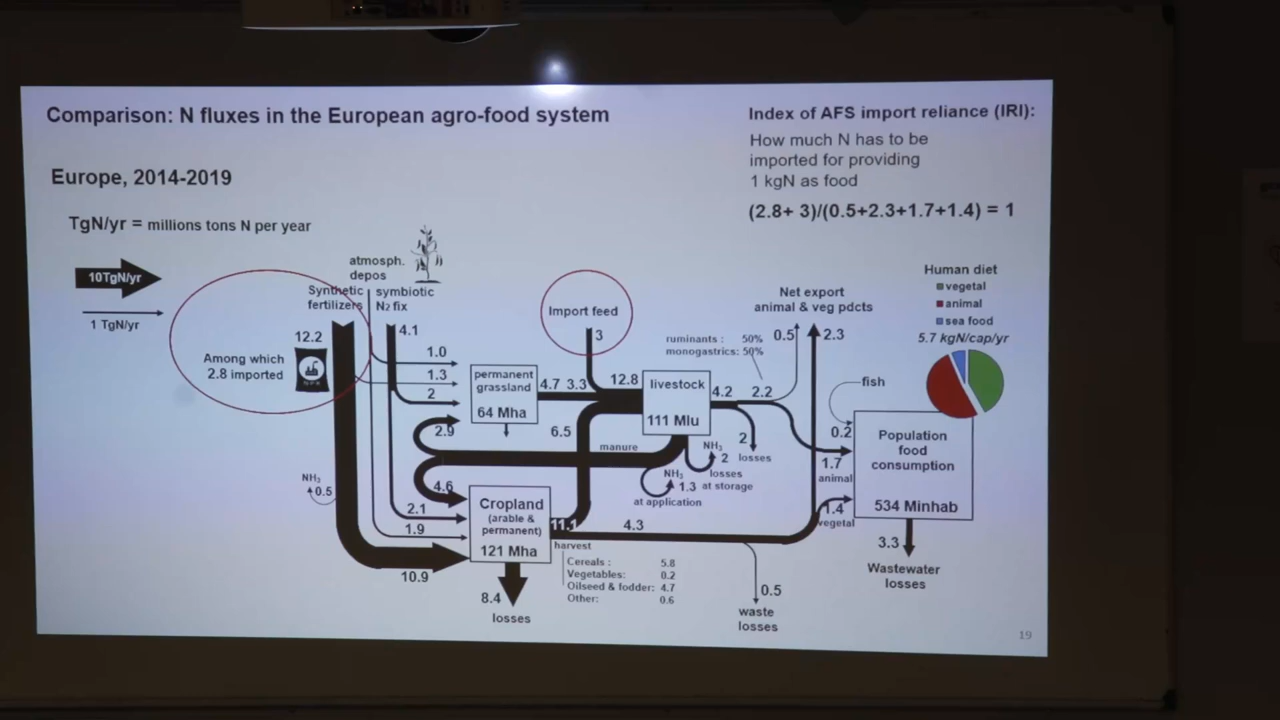 Comparison: N fluxes in the European agro-food system
Index of AFS import reliance (IRI):
How much N has to be
imported for providing
1 kgN as food
(2.8+ 3)/(0.5+2.3+1.7+1.4) = 1
Europe, 2014-2019
TgN/yr = millions tons N per year
10TgN/yr
1 TgN/yr
atmosph.
depos
Synthetic
fertilizers
symbiotic
N₂ fix
12.2
Among which
2.8 imported
N P K
4.1
1.0
1.3
2
Import feed
3
permanent
grassland
64 Mha
4.7
3.3
12.8
6.5
livestock
111 Mlu
ruminants : 50%
monogastrics: 50%
Net export
animal & veg pdcts
0.5
2.3
4.2
2.2
Human diet
vegetal
animal
sea food
5.7 kgN/cap/yr
fish
0.2
Population
food
consumption
534 Minhab
1.7
animal
1.4
vegetal
3.3
Wastewater
losses
2
losses
NH₃
2
losses
at storage
NH₃
1.3
at application
manure
2.9
4.6
NH₃
0.5
2.1
1.9
10.9
Cropland
(arable &
permanent)
121 Mha
11.1
4.3
harvest
Cereals : 5.8
Vegetables: 0.2
Oilseed & fodder: 4.7
Other: 0.6
8.4
losses
0.5
waste
losses
19